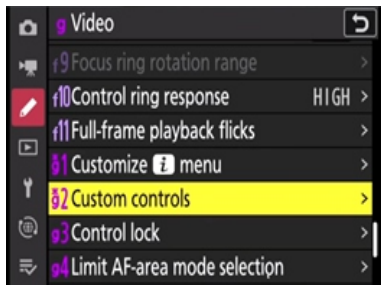 g Video
f9 Focus ring rotation range
f10 Control ring response HIGH
f11 Full-frame playback flicks
g1 Customize i menu
g2 Custom controls
g3 Control lock
g4 Limit AF-area mode selection